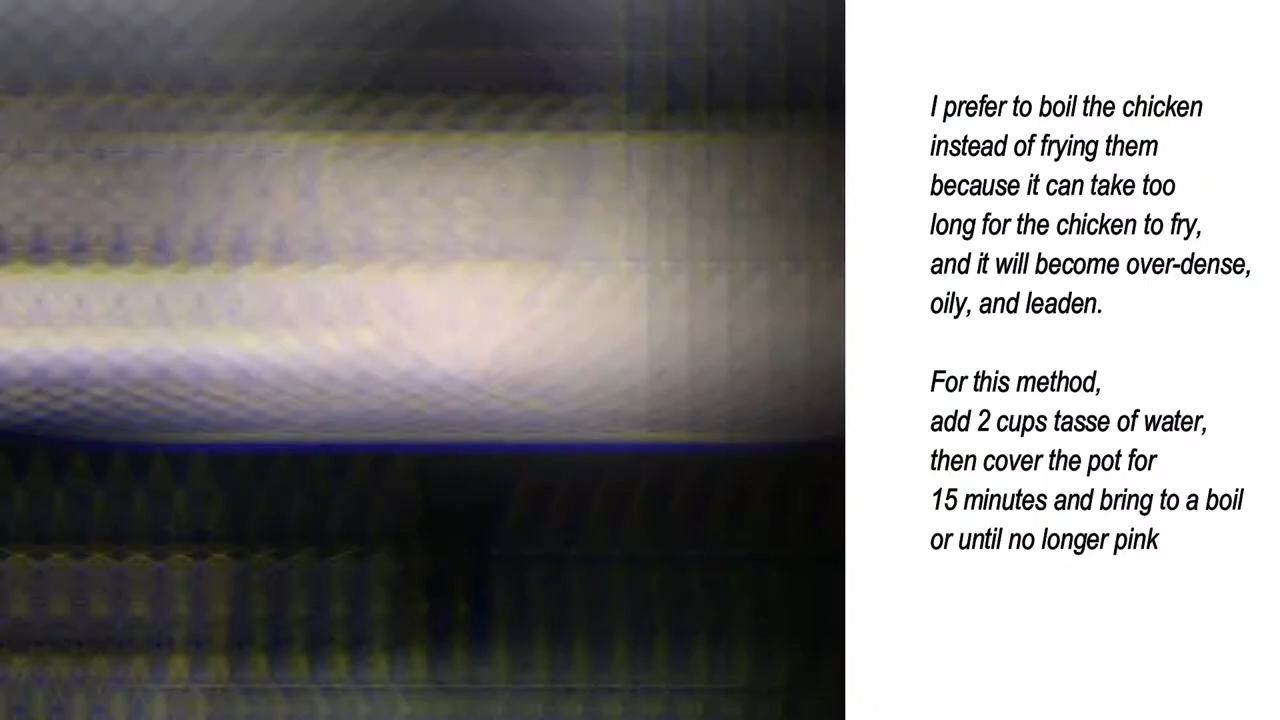 I prefer to boil the chicken
instead of frying them
because it can take too
long for the chicken to fry,
and it will become over-dense,
oily, and leaden.
For this method,
add 2 cups tasse of water,
then cover the pot for
15 minutes and bring to a boil
or until no longer pink